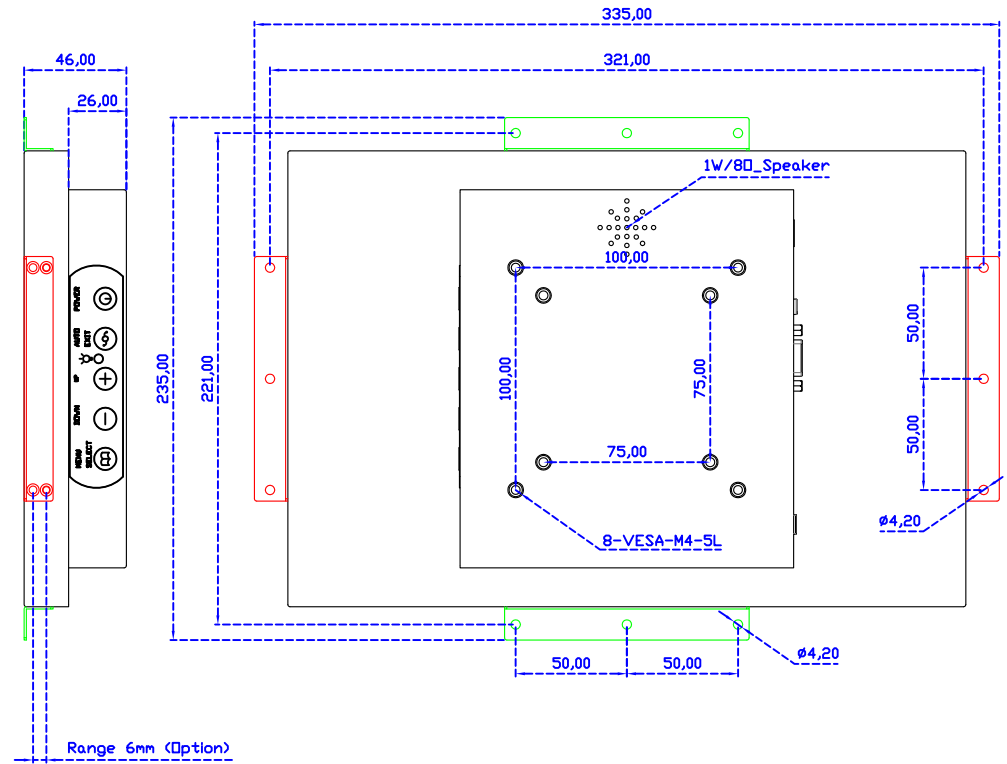 335,00
46,00
321,00
26,00
1W/8Ω_Speaker
100,00
POWER
AUTO
EXIT
UP
DOWN
MENU
SELECT
235,00
221,00
100,00
75,00
50,00
50,00
75,00
ø4,20
8-VESA-M4-5L
50,00
50,00
ø4,20
Range 6mm (Option)